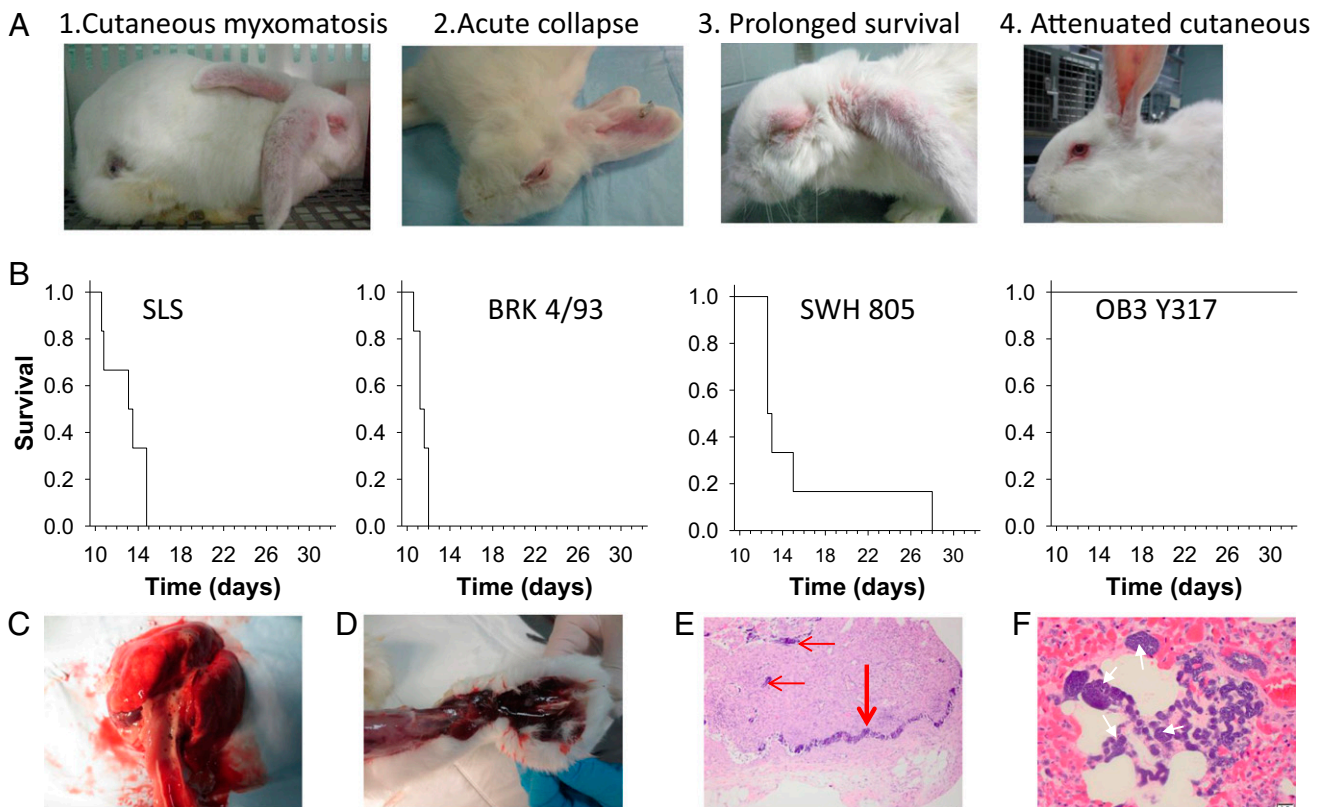 A
1.Cutaneous myxomatosis
2.Acute collapse
3. Prolonged survival
4. Attenuated cutaneous
B
Survival
1.0
0.8
0.6
0.4
0.2
0.0
SLS
10 14 18 22 26 30
Time (days)
1.0
0.8
0.6
0.4
0.2
0.0
BRK 4/93
10 14 18 22 26 30
Time (days)
1.0
0.8
0.6
0.4
0.2
0.0
SWH 805
10 14 18 22 26 30
Time (days)
1.0
0.8
0.6
0.4
0.2
0.0
OB3 Y317
10 14 18 22 26 30
Time (days)
C
D
E
F